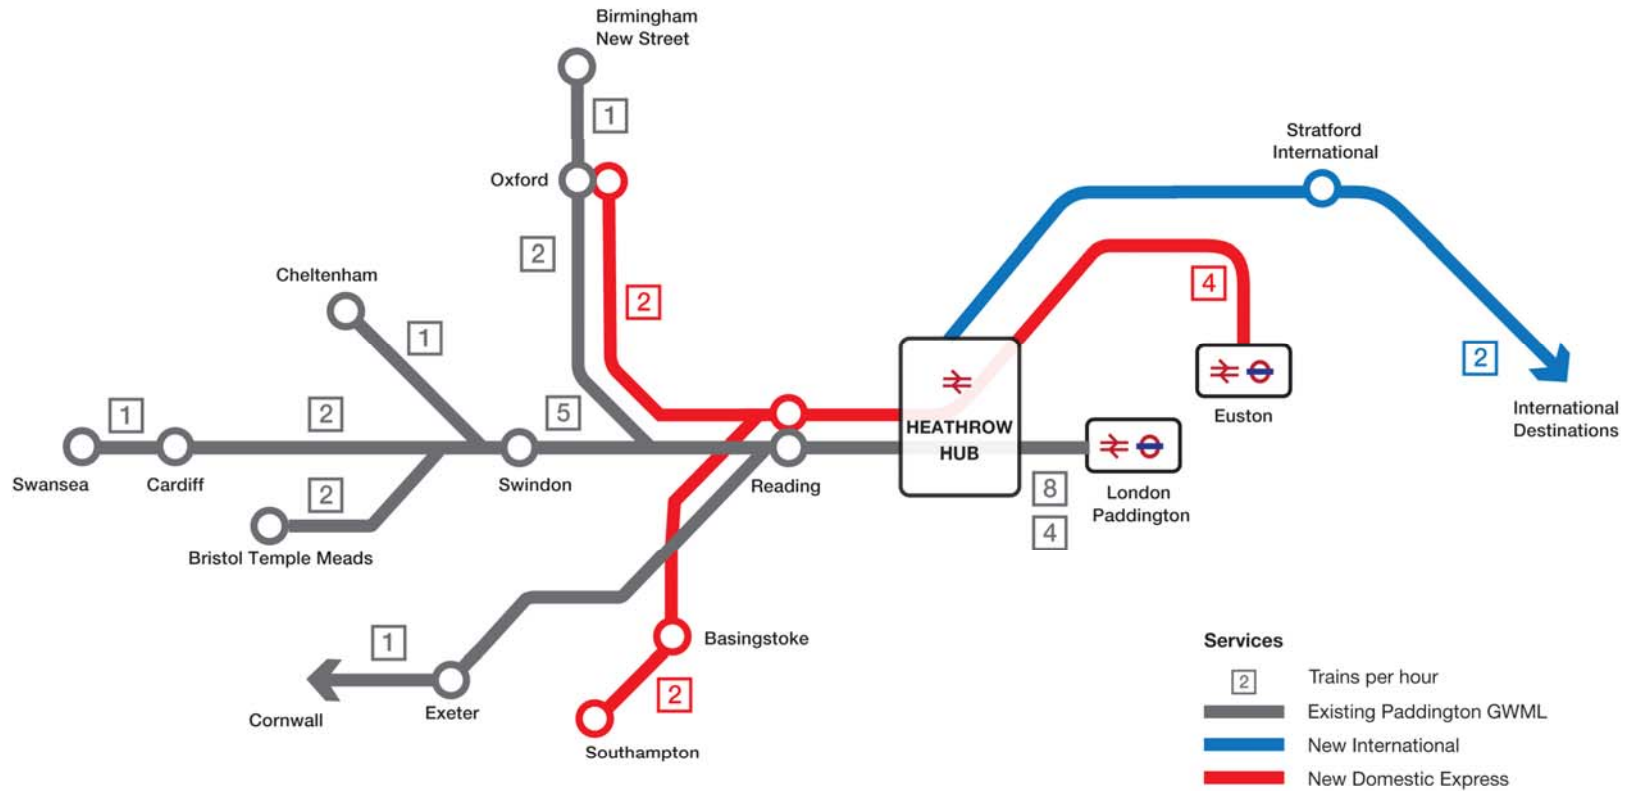 Birmingham
New Street
1
Stratford
International
Oxford
2
Cheltenham
4
2
1
2
1
2
5
HEATHROW
HUB
Euston
International
Destinations
Swansea
Cardiff
2
Swindon
Reading
8
4
London
Paddington
Bristol Temple Meads
1
Basingstoke
2
Cornwall
Exeter
Southampton
Services
2 Trains per hour
Existing Paddington GWML
New International
New Domestic Express